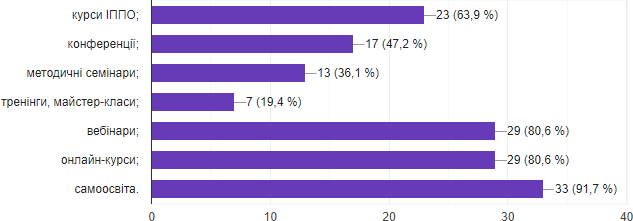 курси ІППО; 23 (63,9 %)
конференції; 17 (47,2 %)
методичні семінари; 13 (36,1 %)
тренінги, майстер-класи; 7 (19,4 %)
вебінари; 29 (80,6 %)
онлайн-курси; 29 (80,6 %)
самоосвіта. 33 (91,7 %)
0 10 20 30 40